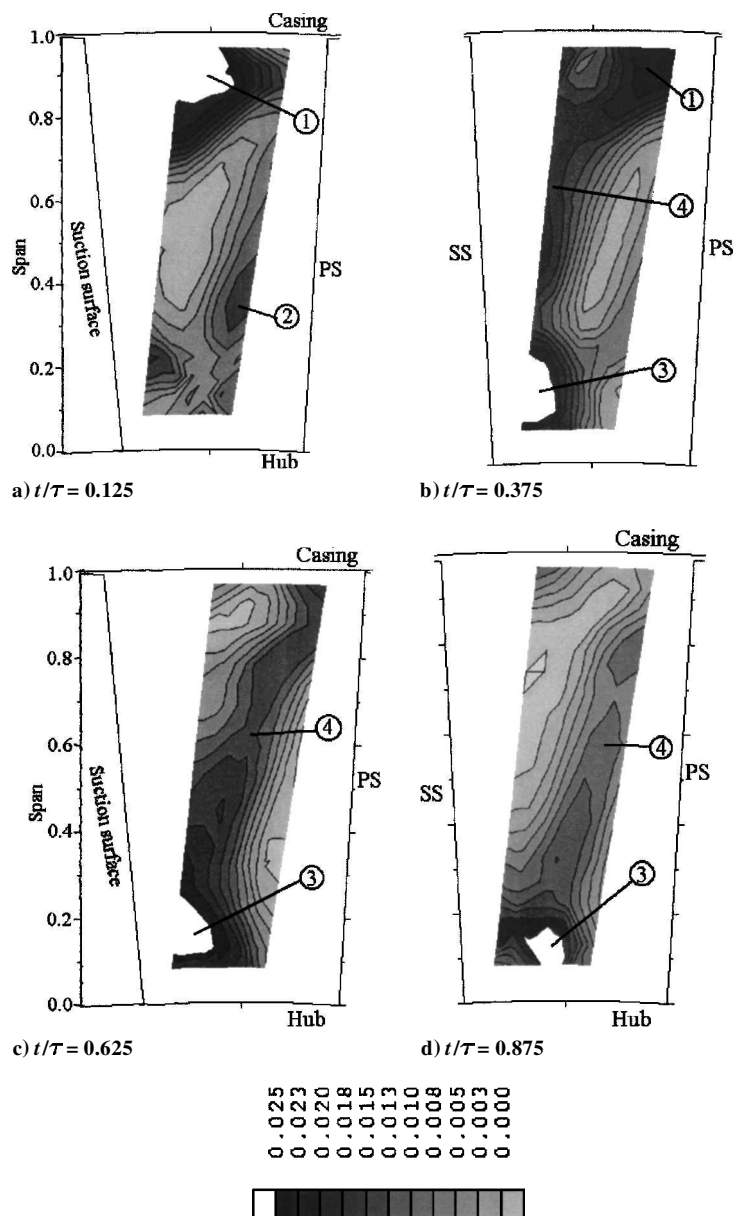 Casing
1.0
0.8
0.6
0.4
0.2
0.0
Span
Suction surface
PS
Hub
1
2
a) t/τ = 0.125
SS
PS
1
4
3
b) t/τ = 0.375
Casing
1.0
0.8
0.6
0.4
0.2
0.0
Span
Suction surface
PS
Hub
4
3
c) t/τ = 0.625
Casing
SS
PS
Hub
4
3
d) t/τ = 0.875
0.025
0.023
0.020
0.018
0.015
0.013
0.010
0.008
0.005
0.003
0.000